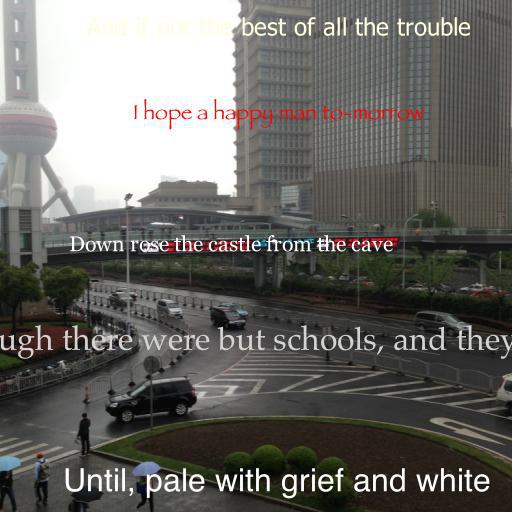 And if not the best of all the trouble
I hope a happy man to-morrow
Down rose the castle from the cave
ugh there were but schools, and they
Until, pale with grief and white